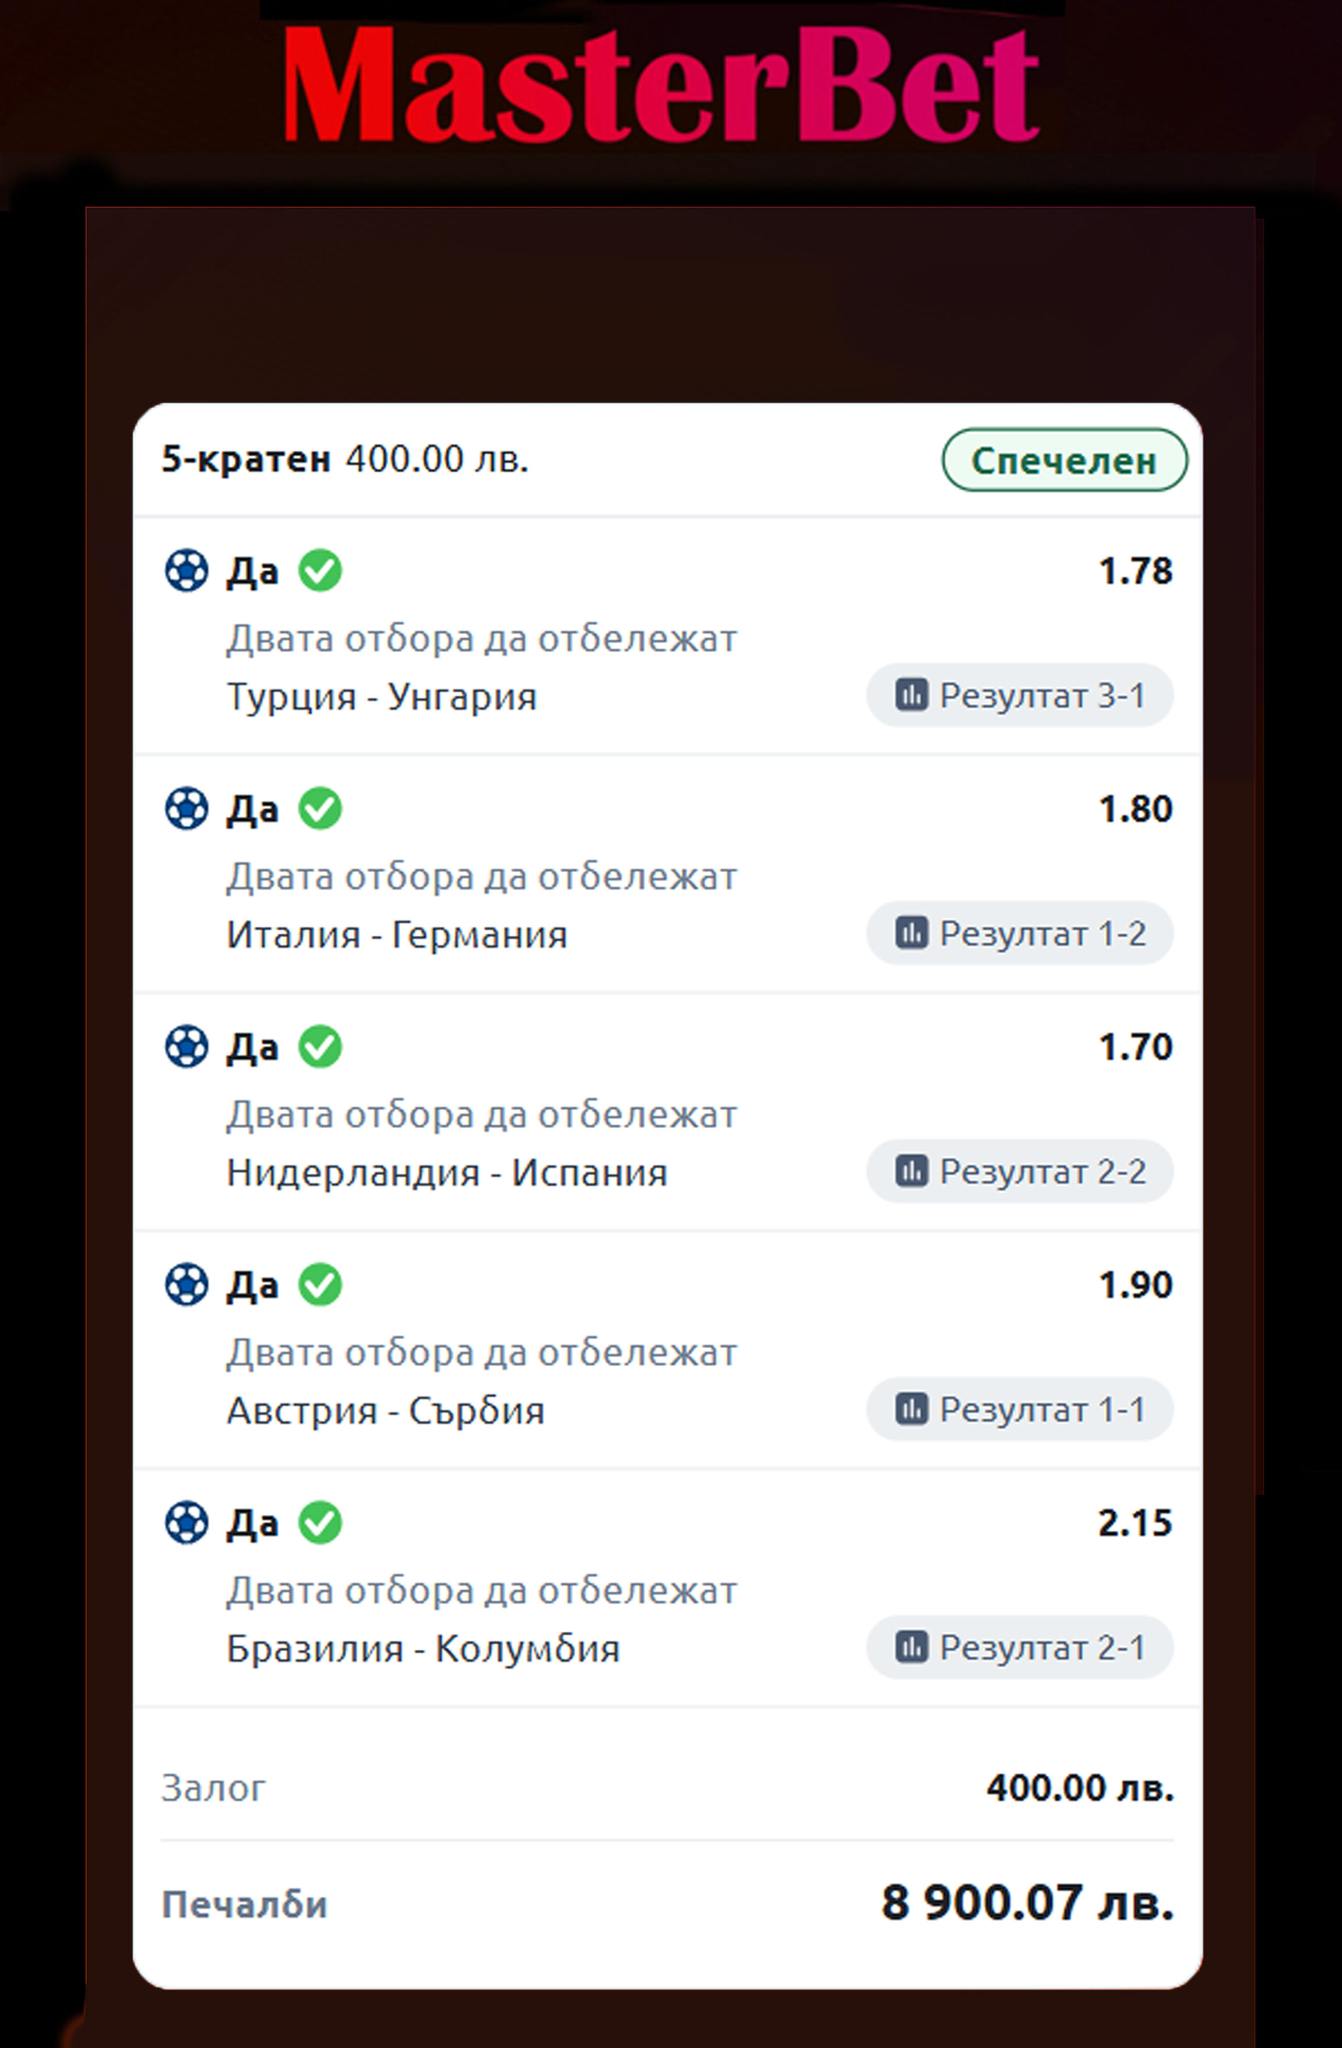 MasterBet
5-кратен 400.00 лв. Спечелен
Да 1.78
Двата отбора да отбележат
Турция - Унгария Резултат 3-1
Да 1.80
Двата отбора да отбележат
Италия - Германия Резултат 1-2
Да 1.70
Двата отбора да отбележат
Нидерландия - Испания Резултат 2-2
Да 1.90
Двата отбора да отбележат
Австрия - Сърбия Резултат 1-1
Да 2.15
Двата отбора да отбележат
Бразилия - Колумбия Резултат 2-1
Залог 400.00 лв.
Печалби 8 900.07 лв.